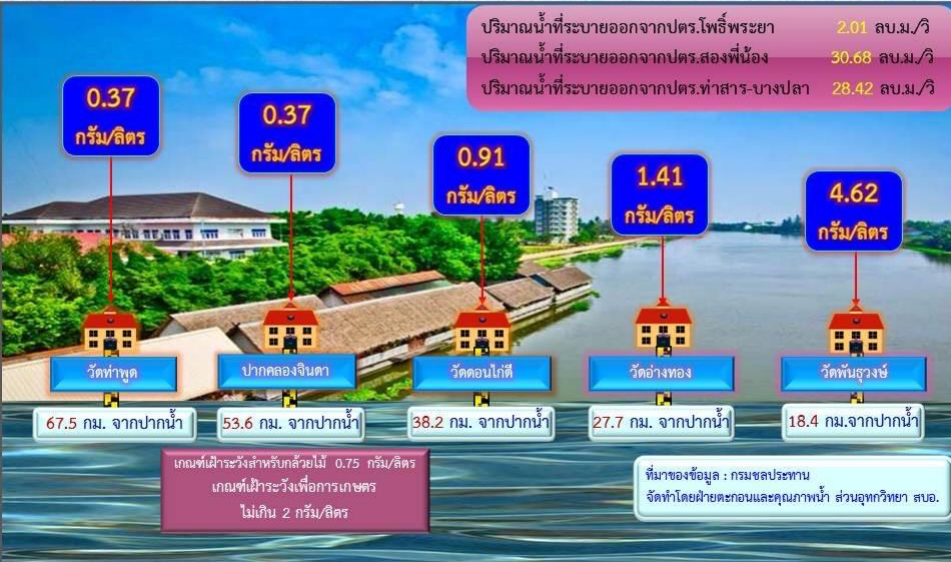 ปริมาณน้ำที่ระบายออกจากปตร.โพธิ์พระยา 2.01 ลบ.ม./วิ
ปริมาณน้ำที่ระบายออกจากปตร.สองพี่น้อง 30.68 ลบ.ม./วิ
ปริมาณน้ำที่ระบายออกจากปตร.ท่าสาร-บางปลา 28.42 ลบ.ม./วิ
0.37
กรัม/ลิตร
0.37
กรัม/ลิตร
0.91
กรัม/ลิตร
1.41
กรัม/ลิตร
4.62
กรัม/ลิตร
วัดท่าพูด
ปากคลองจินดา
วัดดอนไก่ดี
วัดอ่างทอง
วัดพันธุวงษ์
67.5 กม. จากปากน้ำ
53.6 กม. จากปากน้ำ
38.2 กม. จากปากน้ำ
27.7 กม. จากปากน้ำ
18.4 กม.จากปากน้ำ
เกณฑ์เฝ้าระวังสำหรับกล้วยไม้ 0.75 กรัม/ลิตร
เกณฑ์เฝ้าระวังเพื่อการเกษตร
ไม่เกิน 2 กรัม/ลิตร
ที่มาของข้อมูล : กรมชลประทาน
จัดทำโดยฝ่ายตะกอนและคุณภาพน้ำ ส่วนอุทกวิทยา สบอ.